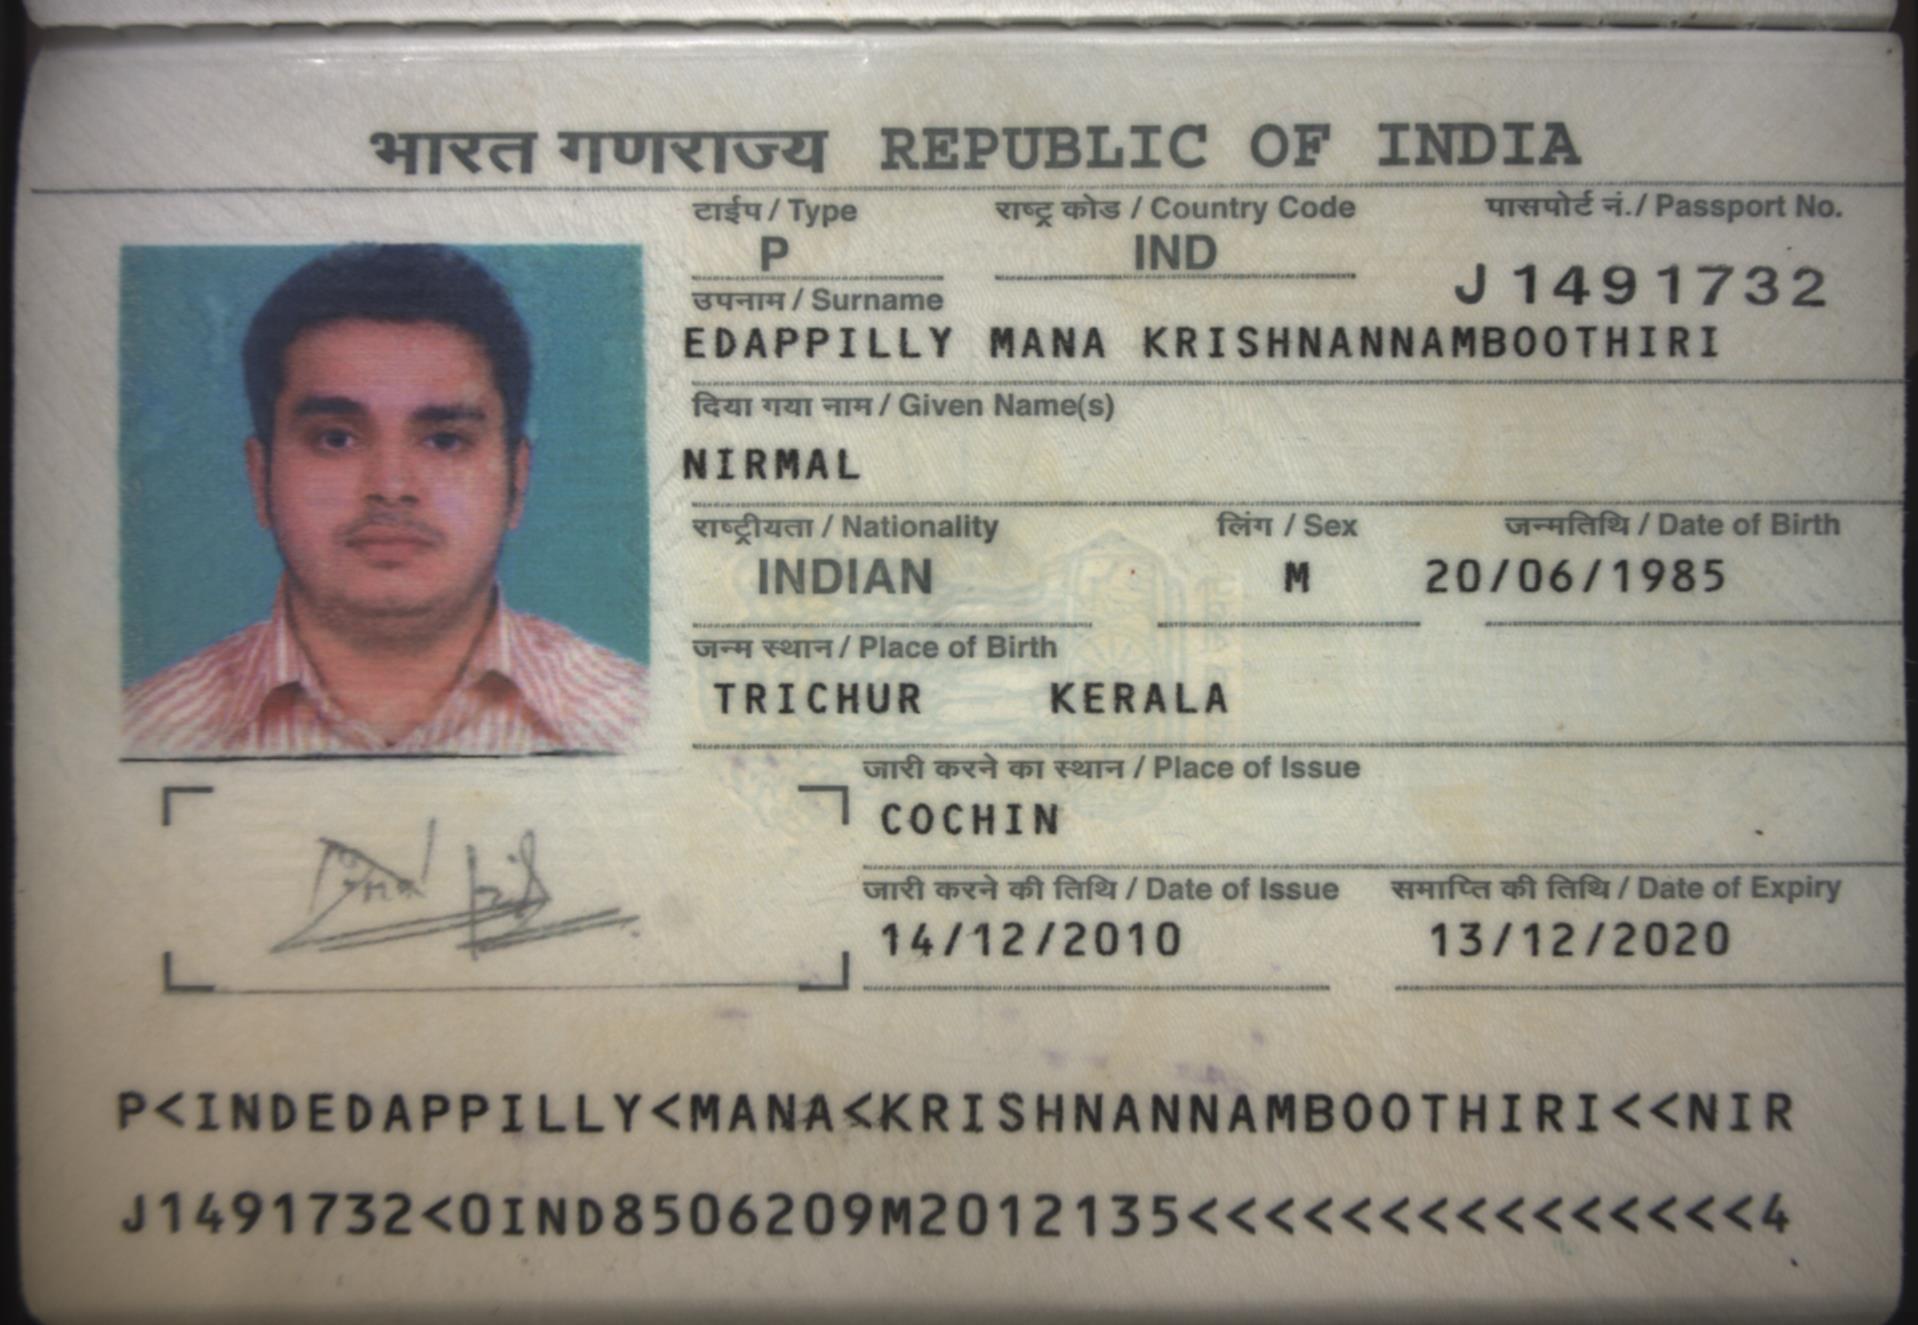 भारत गणराज्य REPUBLIC OF INDIA
टाईप / Type राष्ट्र कोड / Country Code पासपोर्ट नं./ Passport No.
P IND J1491732
उपनाम / Surname
EDAPPILLY MANA KRISHNANNAMBOOTHIRI
दिया गया नाम / Given Name(s)
NIRMAL
राष्ट्रीयता / Nationality लिंग / Sex जन्मतिथि / Date of Birth
INDIAN M 20/06/1985
जन्म स्थान / Place of Birth
TRICHUR KERALA
जारी करने का स्थान / Place of Issue
COCHIN
जारी करने की तिथि / Date of Issue समाप्ति की तिथि / Date of Expiry
14/12/2010 13/12/2020
P<INDEDAPPILLY<MANA<KRISHNANNAMBOOTHIRI<<NIR
J1491732<0IND8506209M2012135<<<<<<<<<<<<<<<4